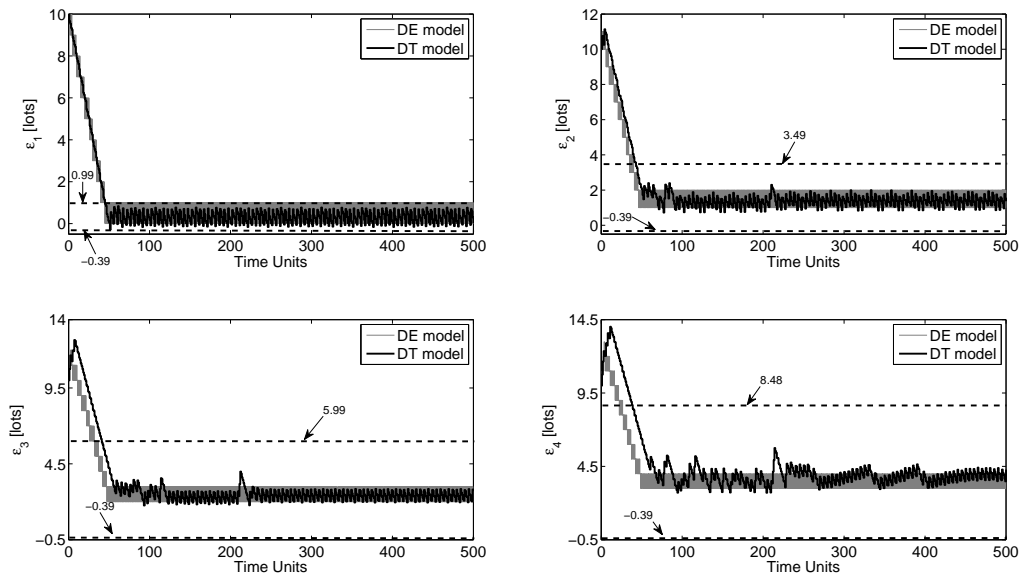 10
8
6
4
2
0
ε1 [lots]
DE model
DT model
0.99
−0.39
0 100 200 300 400 500
Time Units
12
10
8
6
4
2
0
ε2 [lots]
DE model
DT model
3.49
−0.39
0 100 200 300 400 500
Time Units
14
9.5
4.5
−0.5
ε3 [lots]
DE model
DT model
5.99
−0.39
0 100 200 300 400 500
Time Units
14.5
9.5
4.5
−0.5
ε4 [lots]
DE model
DT model
8.48
−0.39
0 100 200 300 400 500
Time Units